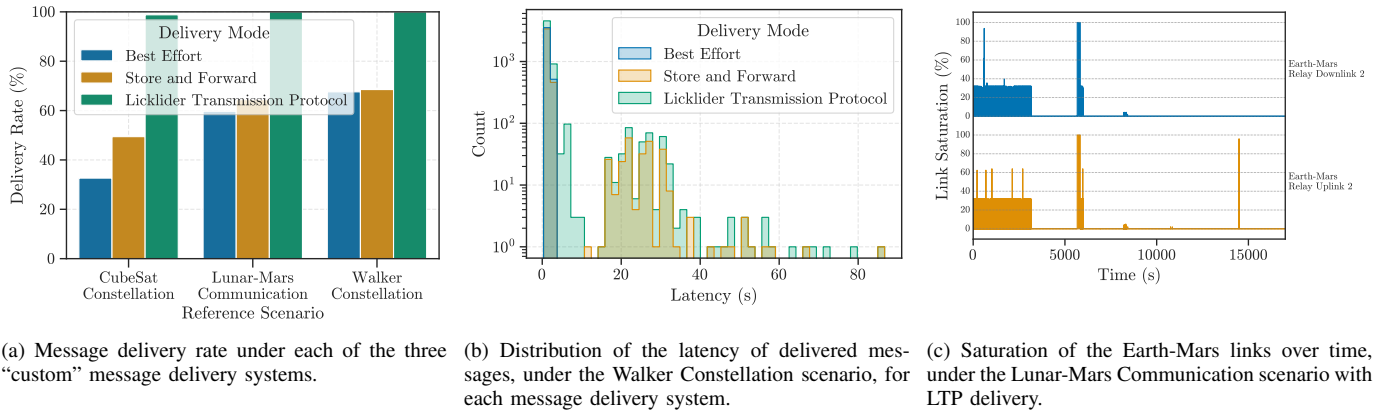 100
80
60
40
20
0
Delivery Rate (%)
Delivery Mode
Best Effort
Store and Forward
Licklider Transmission Protocol
CubeSat
Constellation
Lunar-Mars
Communication
Walker
Constellation
Reference Scenario
(a) Message delivery rate under each of the three
“custom” message delivery systems.
10³
10²
10¹
10⁰
Count
Delivery Mode
Best Effort
Store and Forward
Licklider Transmission Protocol
0 20 40 60 80
Latency (s)
(b) Distribution of the latency of delivered mes-
sages, under the Walker Constellation scenario, for
each message delivery system.
Link Saturation (%)
100
80
60
40
20
0
Earth-Mars
Relay Downlink 2
100
80
60
40
20
0
Earth-Mars
Relay Uplink 2
0 5000 10000 15000
Time (s)
(c) Saturation of the Earth-Mars links over time,
under the Lunar-Mars Communication scenario with
LTP delivery.